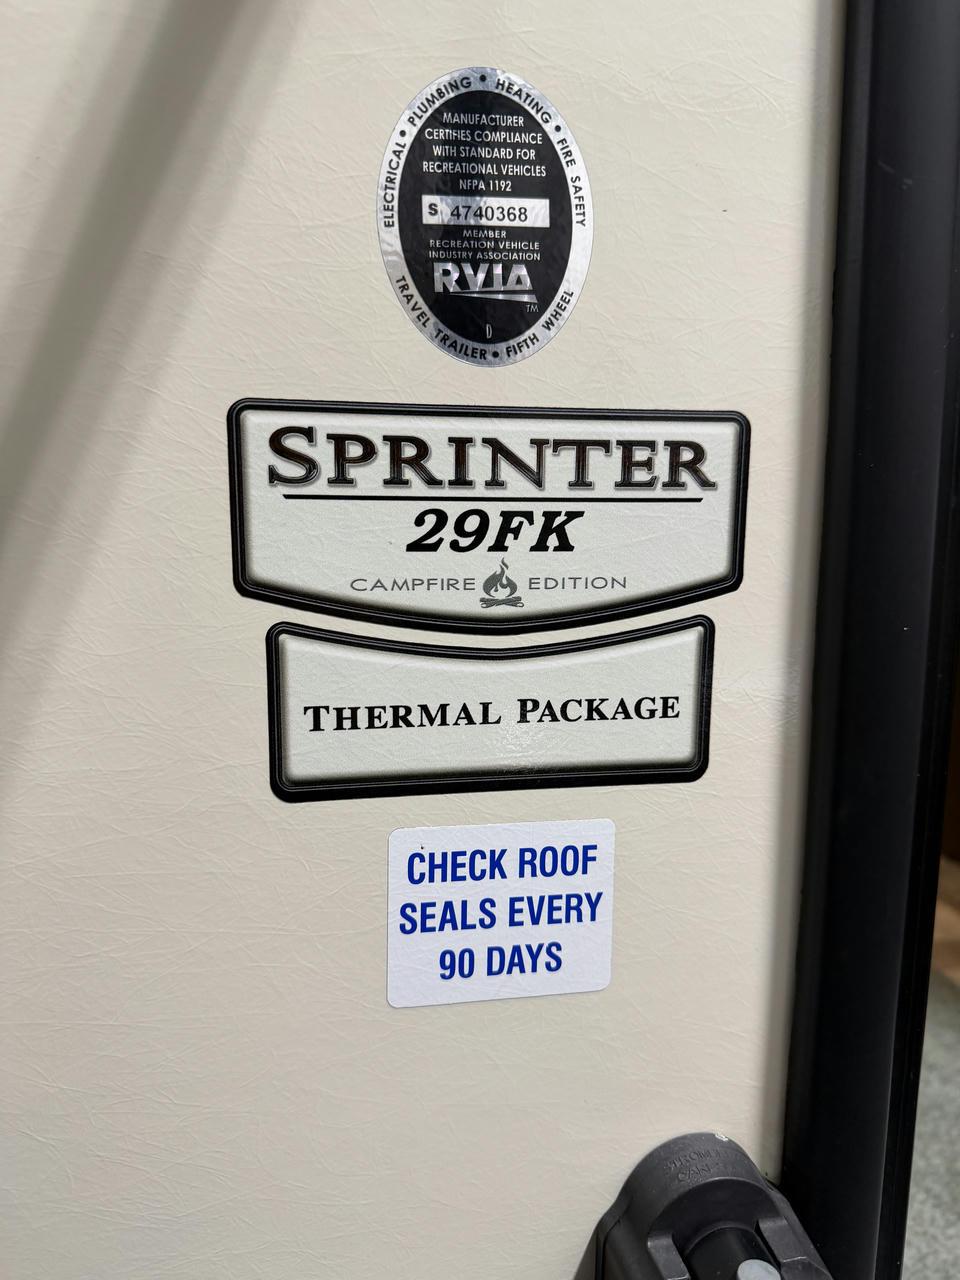 ELECTRICAL • PLUMBING • HEATING • FIRE SAFETY
MANUFACTURER
CERTIFIES COMPLIANCE
WITH STANDARD FOR
RECREATIONAL VEHICLES
NFPA 1192
S 4740368
MEMBER
RECREATION VEHICLE
INDUSTRY ASSOCIATION
RVIA
TM
0
TRAVEL TRAILER • FIFTH WHEEL
SPRINTER
29FK
CAMPFIRE EDITION
THERMAL PACKAGE
CHECK ROOF
SEALS EVERY
90 DAYS